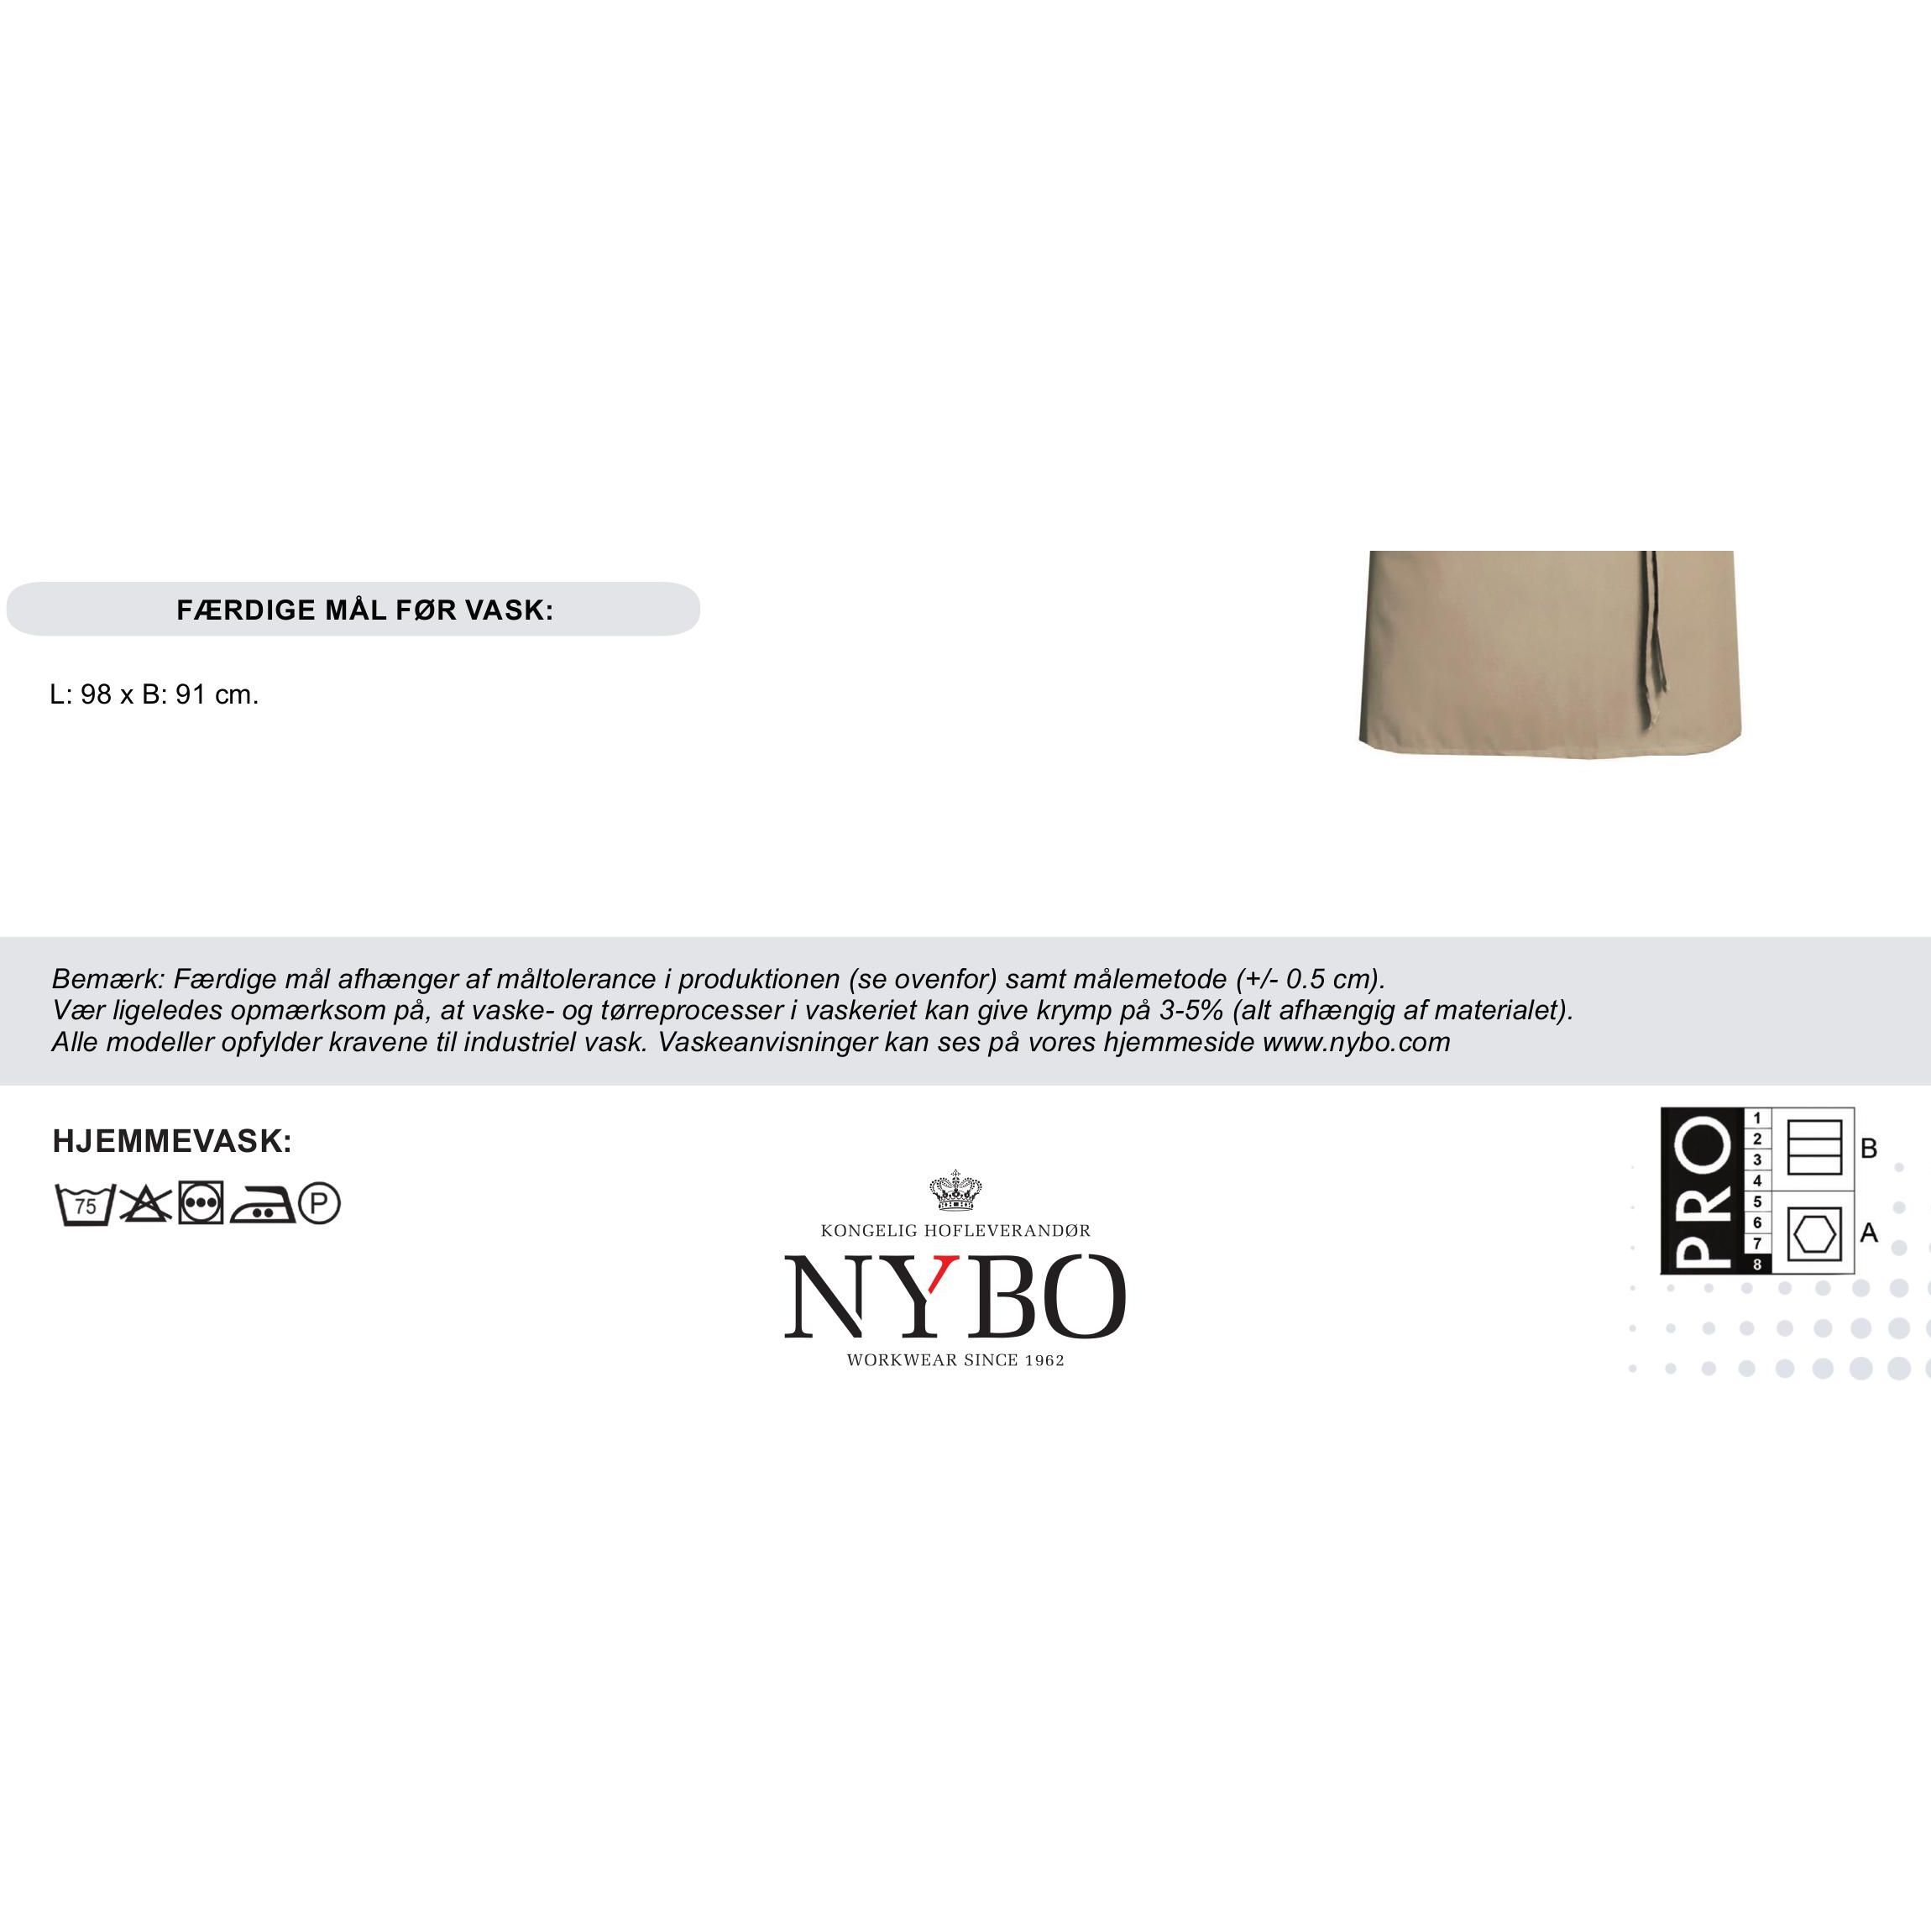 FÆRDIGE MÅL FØR VASK:
L: 98 x B: 91 cm.
Bemærk: Færdige mål afhænger af måltolerance i produktionen (se ovenfor) samt målemetode (+/- 0.5 cm).
Vær ligeledes opmærksom på, at vaske- og tørreprocesser i vaskeriet kan give krymp på 3-5% (alt afhængig af materialet).
Alle modeller opfylder kravene til industriel vask. Vaskeanvisninger kan ses på vores hjemmeside www.nybo.com
HJEMMEVASK:
75 P
KONGELIG HOFLEVERANDØR
NYBO
WORKWEAR SINCE 1962
PRO
1
2
3
4
5
6
7
8
B
A